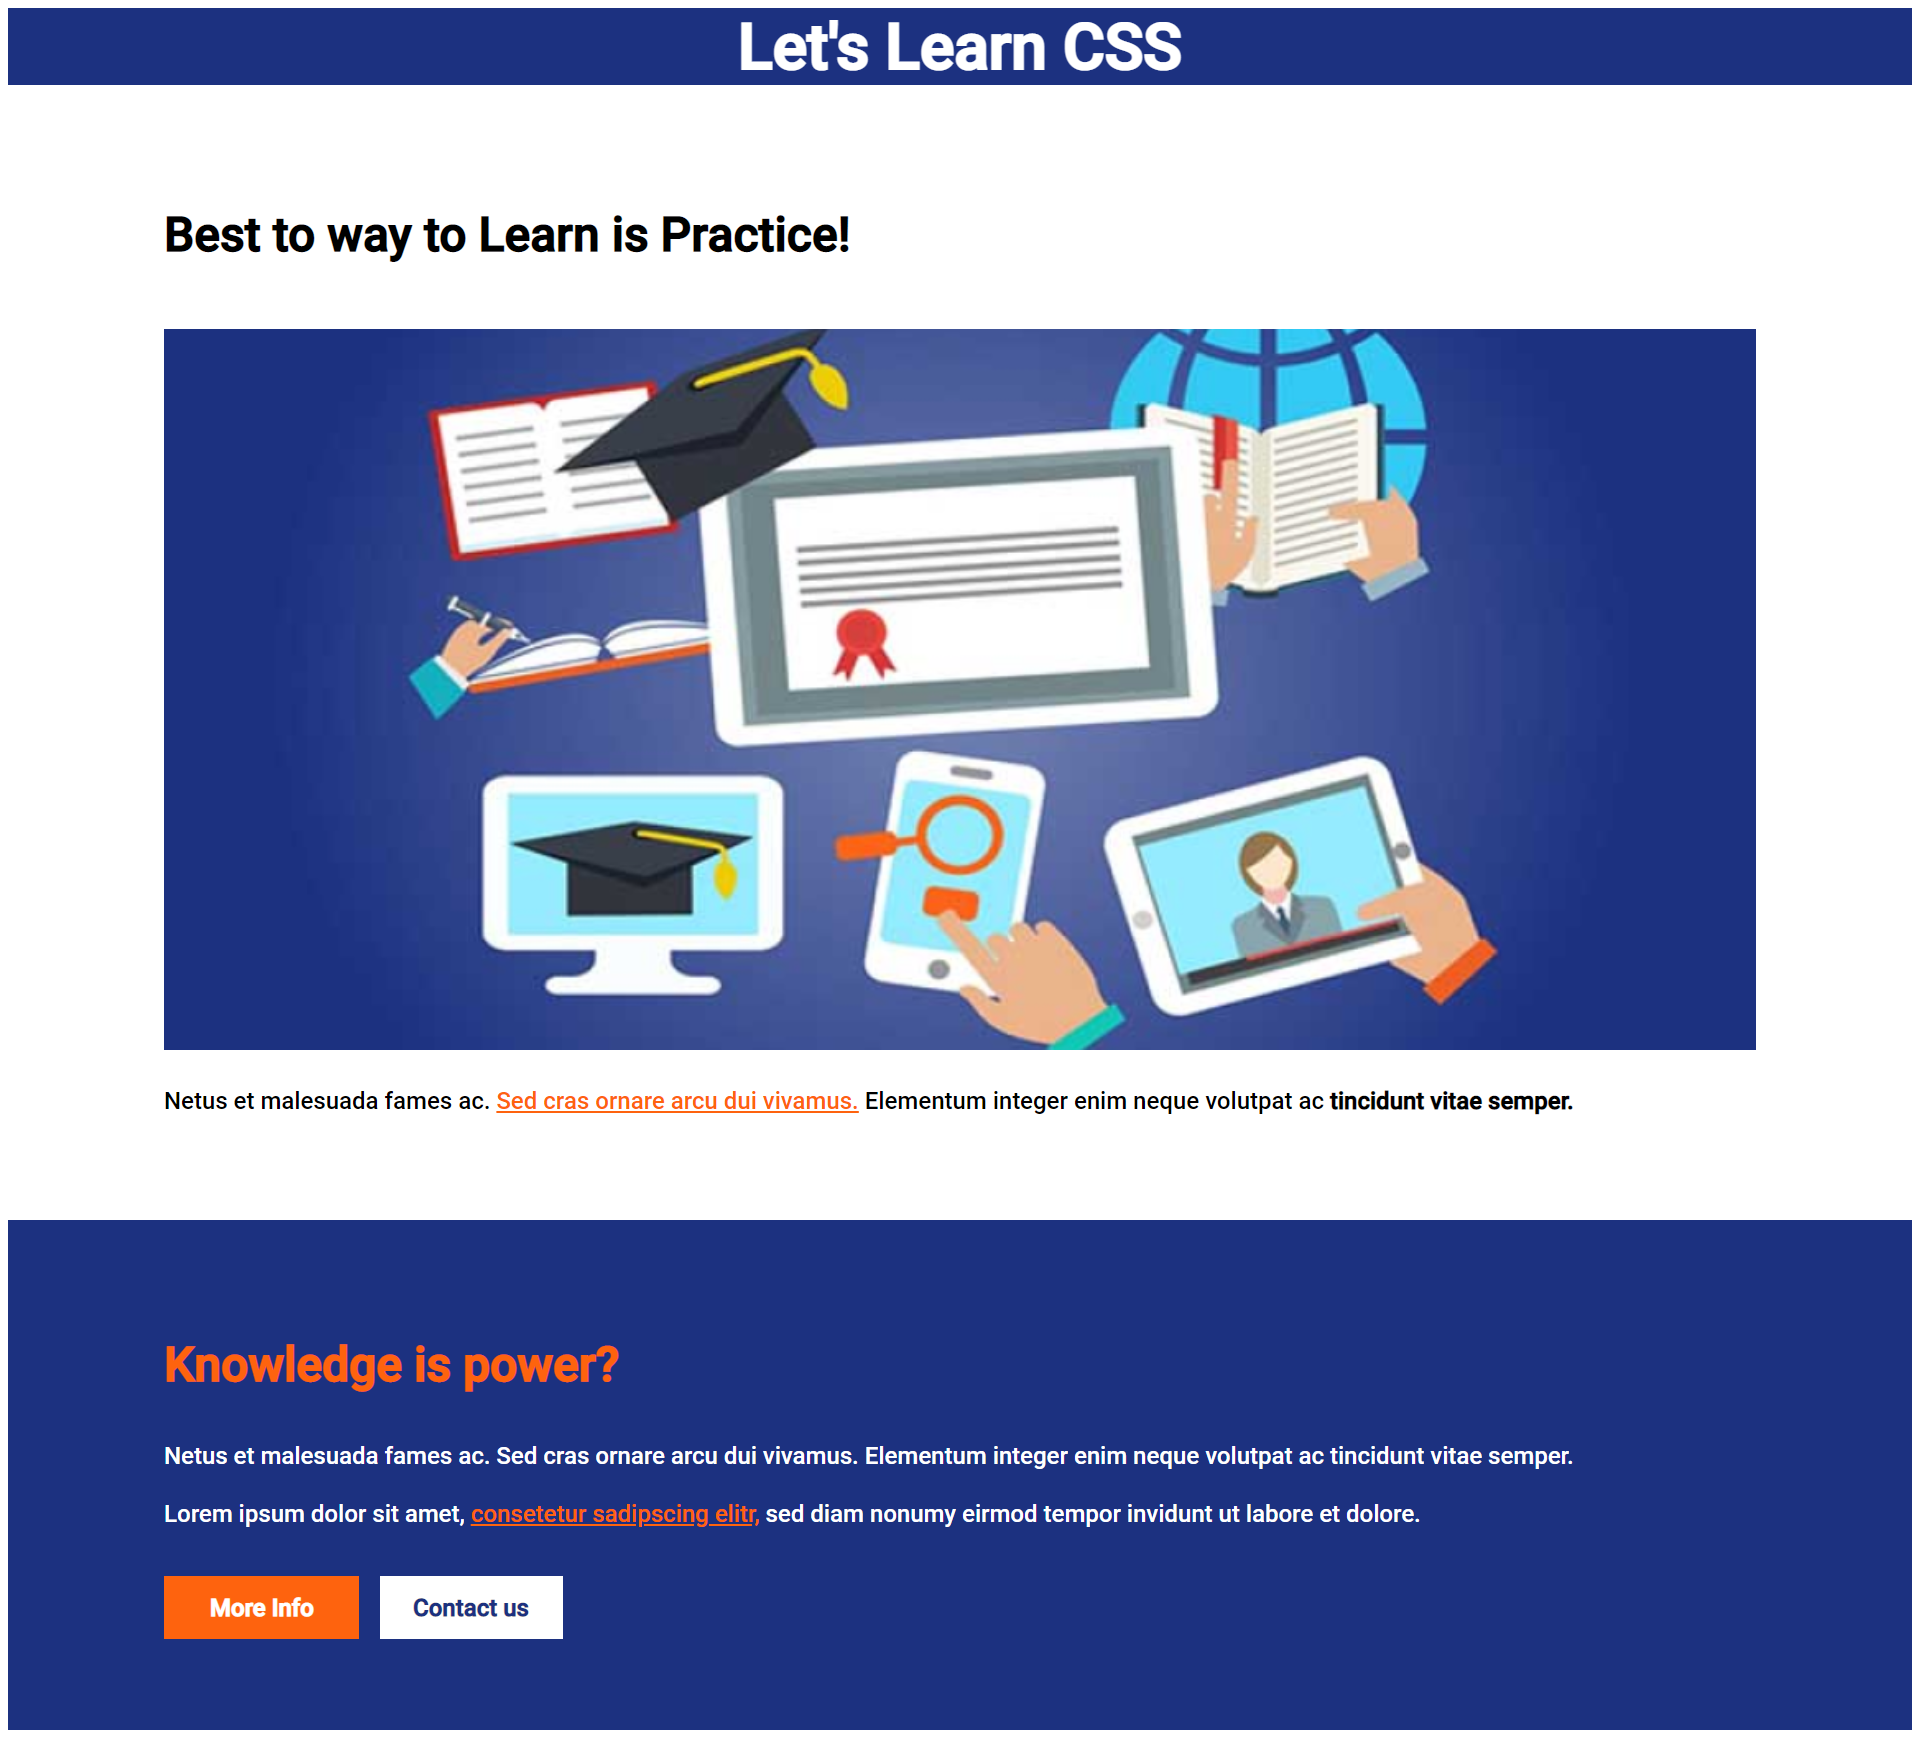 Let's Learn CSS
Best to way to Learn is Practice!
Netus et malesuada fames ac. Sed cras ornare arcu dui vivamus. Elementum integer enim neque volutpat ac tincidunt vitae semper.
Knowledge is power?
Netus et malesuada fames ac. Sed cras ornare arcu dui vivamus. Elementum integer enim neque volutpat ac tincidunt vitae semper.
Lorem ipsum dolor sit amet, consetetur sadipscing elitr, sed diam nonumy eirmod tempor invidunt ut labore et dolore.
More Info Contact us